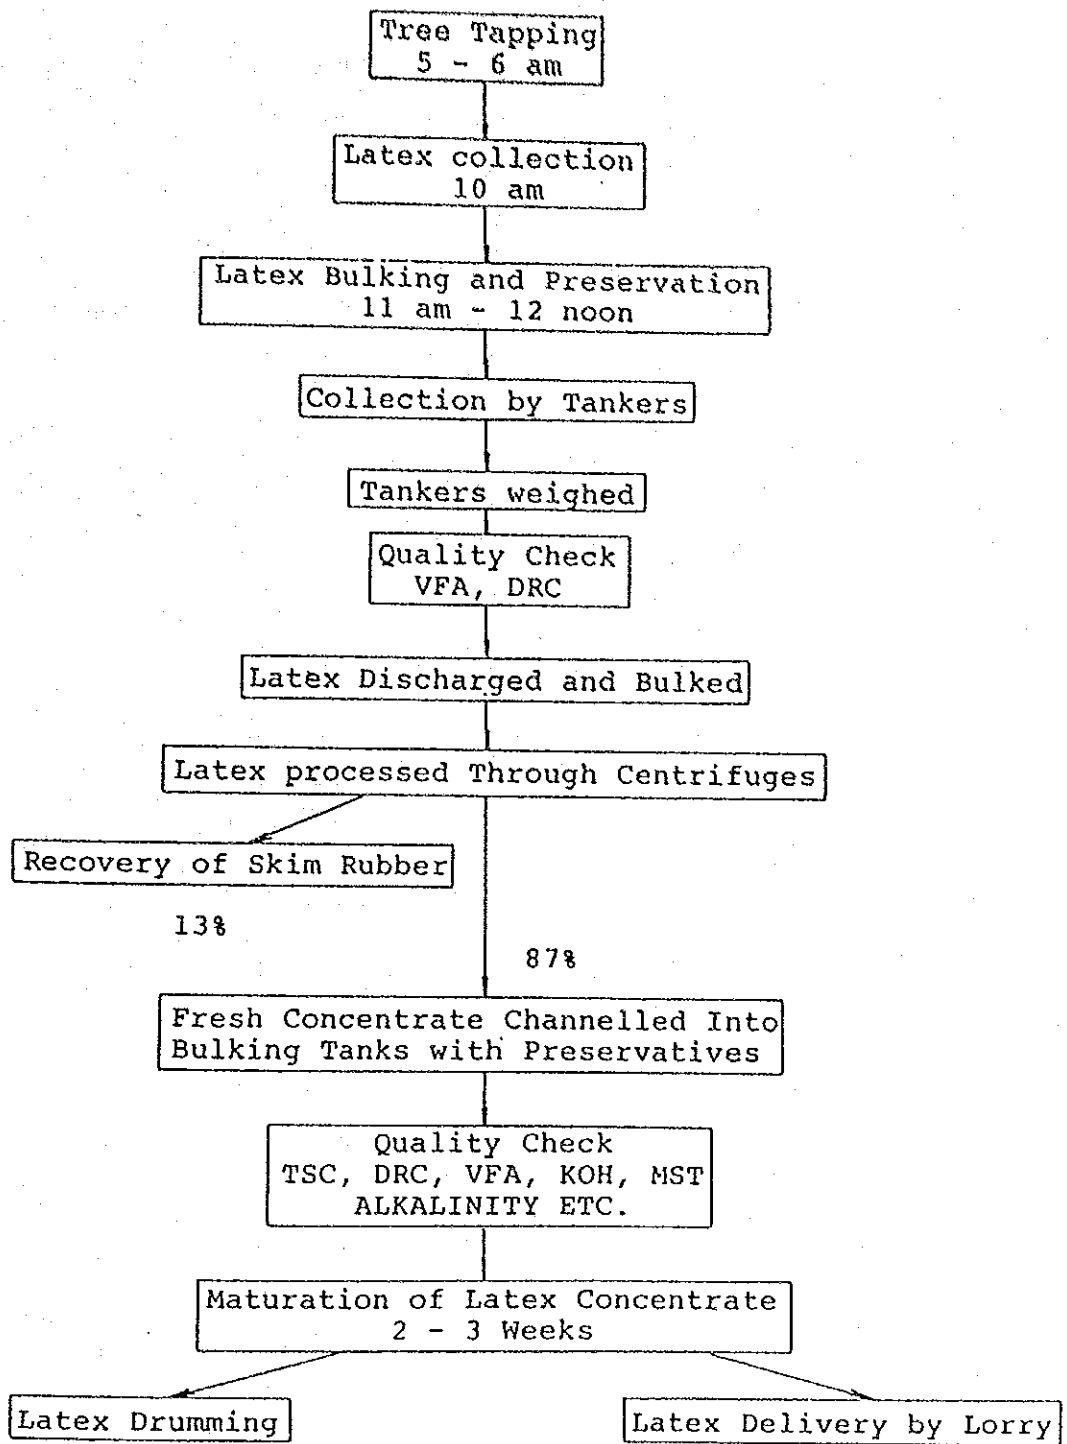 Tree Tapping
5 - 6 am
Latex collection
10 am
Latex Bulking and Preservation
11 am - 12 noon
Collection by Tankers
Tankers weighed
Quality Check
VFA, DRC
Latex Discharged and Bulked
Latex processed Through Centrifuges
Recovery of Skim Rubber
13%
87%
Fresh Concentrate Channelled Into
Bulking Tanks with Preservatives
Quality Check
TSC, DRC, VFA, KOH, MST
ALKALINITY ETC.
Maturation of Latex Concentrate
2 - 3 Weeks
Latex Drumming
Latex Delivery by Lorry